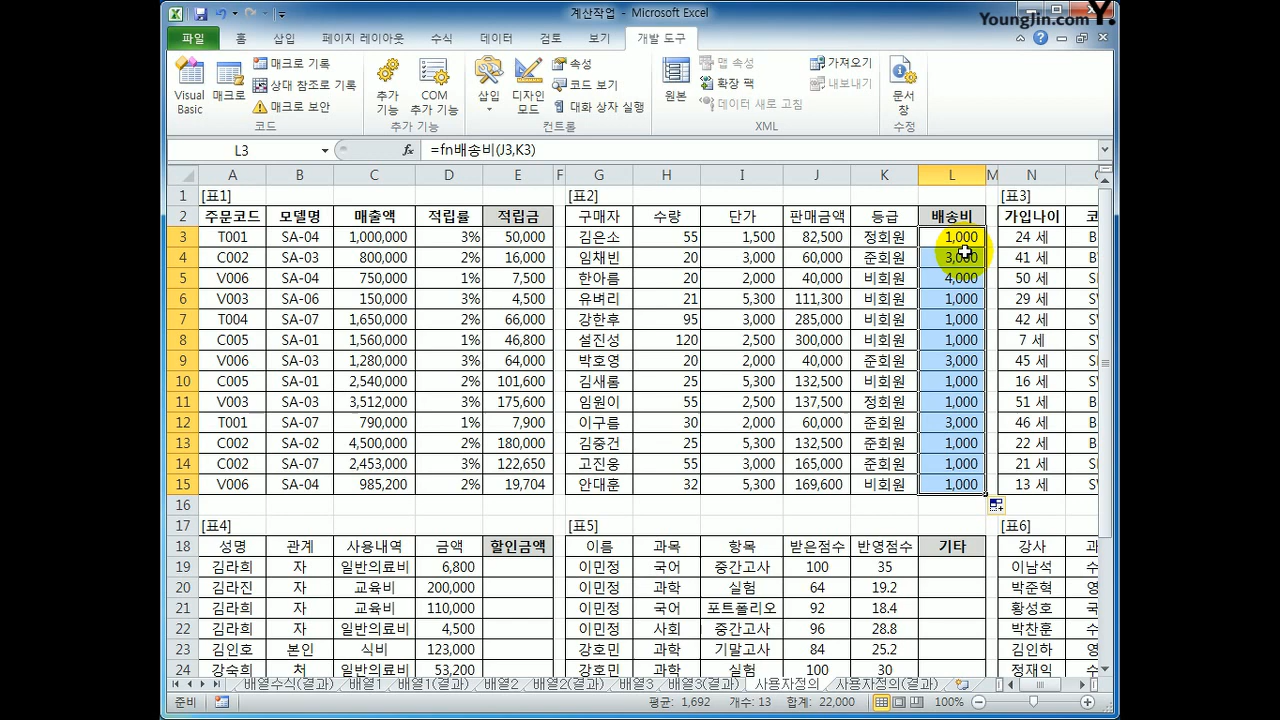 계산작업 - Microsoft Excel
YoungJin.com Y.
파일 홈 삽입 페이지 레이아웃 수식 데이터 검토 보기 개발 도구
Visual Basic 매크로 매크로 기록 상대 참조로 기록 매크로 보안 추가 기능 COM 추가 기능 삽입 디자인 모드 속성 코드 보기 대화 상자 실행 원본 맵 속성 확장 팩 데이터 새로 고침 가져오기 내보내기 문서 창
코드 추가 기능 컨트롤 XML 수정
L3 fx =fn배송비(J3,K3)
A B C D E F G H I J K L M N
1 [표1] [표2] [표3]
2 주문코드 모델명 매출액 적립률 적립금 구매자 수량 단가 판매금액 등급 배송비 가입나이 코
3 T001 SA-04 1,000,000 3% 50,000 김은소 55 1,500 82,500 정회원 1,000 24 세 B
4 C002 SA-03 800,000 2% 16,000 임채빈 20 3,000 60,000 준회원 3,000 41 세 B
5 V006 SA-04 750,000 1% 7,500 한아름 20 2,000 40,000 비회원 4,000 50 세 S
6 V003 SA-06 150,000 3% 4,500 유벼리 21 5,300 111,300 비회원 1,000 29 세
7 T004 SA-07 1,650,000 2% 66,000 강한후 95 3,000 285,000 비회원 1,000 42 세
8 C005 SA-01 1,560,000 1% 46,800 설진성 120 2,500 300,000 비회원 1,000 7 세
9 V006 SA-03 1,280,000 3% 64,000 박호영 20 2,000 40,000 준회원 3,000 45 세
10 C005 SA-01 2,540,000 2% 101,600 김새롬 25 5,300 132,500 비회원 1,000 16 세
11 V003 SA-06 3,512,000 3% 175,600 임원이 55 2,500 137,500 정회원 1,000 51 세
12 T001 SA-07 790,000 1% 7,900 이구름 30 2,000 60,000 준회원 3,000 46 세
13 C002 SA-02 4,500,000 2% 180,000 김중건 25 5,300 132,500 준회원 1,000 22 세
14 C002 SA-07 2,453,000 3% 122,650 고진웅 55 3,000 165,000 준회원 1,000 21 세
15 V006 SA-04 985,200 2% 19,704 안대훈 32 5,300 169,600 비회원 1,000 13 세
16
17 [표4] [표5] [표6]
18 성명 관계 사용내역 금액 할인금액 이름 과목 항목 받은점수 반영점수 기타 강사
19 김라희 자 일반의료비 6,800 이민정 국어 중간고사 100 35 이남석
20 김라진 자 교육비 200,000 이민정 과학 실험 64 19.2 박준혁
21 김라희 자 교육비 110,000 이민정 국어 포트폴리오 92 18.4 황성호
22 김라희 자 일반의료비 4,500 이민정 사회 중간고사 96 28.8 박찬훈
23 김인호 본인 식비 123,000 강호민 과학 기말고사 84 25.2 김인하
24 강숙희 처 일반의료비 53,200 강호민 과학 실험 100 30 정재익
배열수식(결과) 배열1 배열1(결과) 배열2 배열2(결과) 배열3 배열3(결과) 사용자정의 사용자정의(결과)
준비 평균: 1,692 개수: 13 합계: 22,000 100%